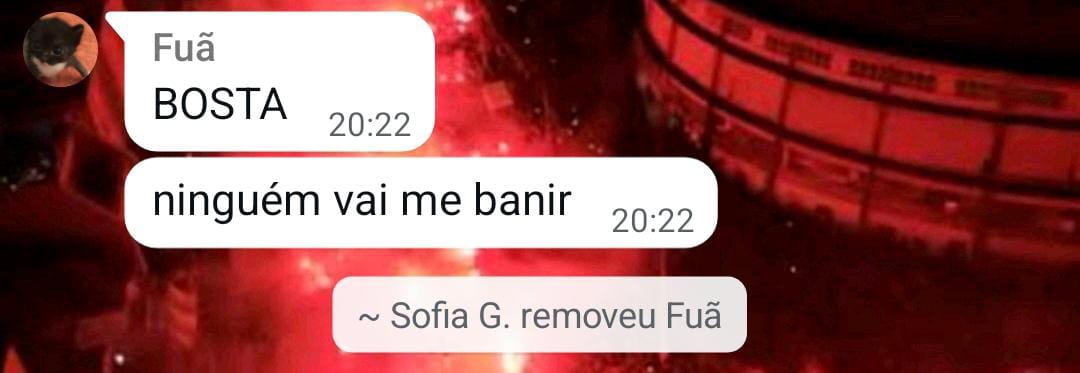 Fuã
BOSTA
20:22
ninguém vai me banir
20:22
~ Sofia G. removeu Fuã